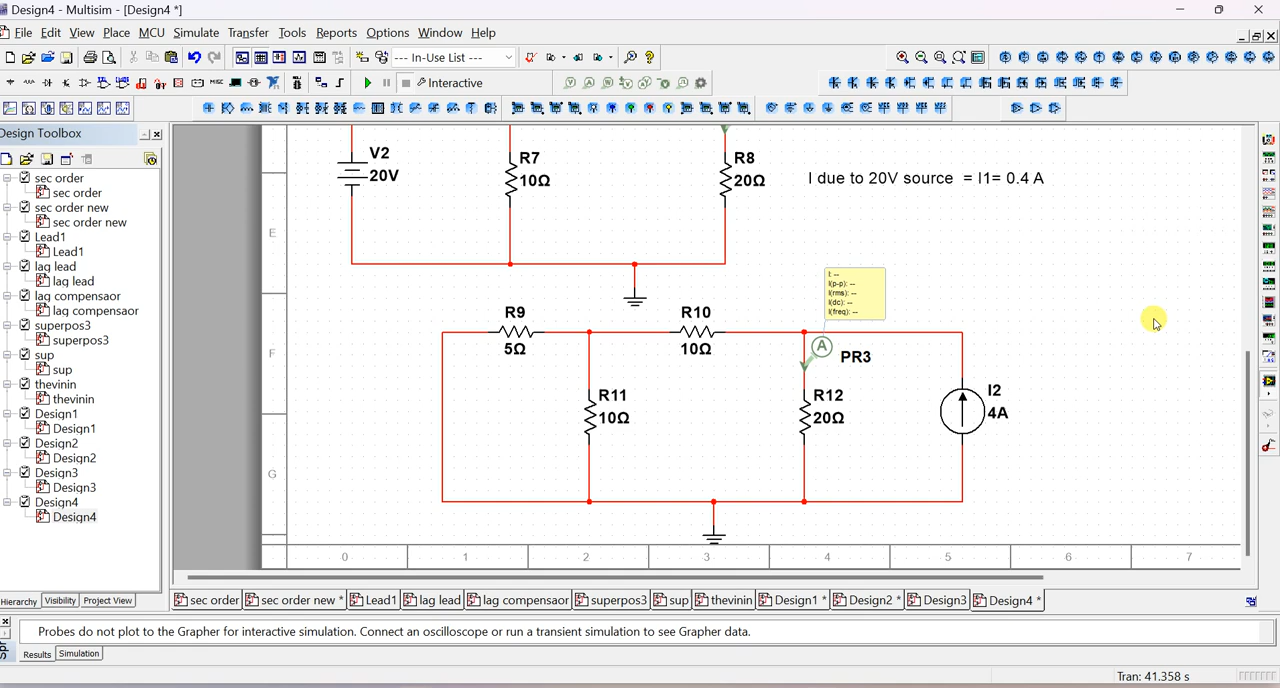 Design4 - Multisim - [Design4 *]
File Edit View Place MCU Simulate Transfer Tools Reports Options Window Help
--- In-Use List ---
Interactive
Design Toolbox
sec order
sec order
sec order new
sec order new
Lead1
Lead1
lag lead
lag lead
lag compensaor
lag compensaor
superpos3
superpos3
sup
sup
thevinin
thevinin
Design1
Design1
Design2
Design2
Design3
Design3
Design4
Design4
Hierarchy Visibility Project View
V2
20V
R7
10Ω
R8
20Ω
I due to 20V source = I1= 0.4 A
E
I: --
I(p-p): --
I(rms): --
I(dc): --
I(freq): --
R9
5Ω
R10
10Ω
A
PR3
F
R11
10Ω
R12
20Ω
I2
4A
G
0 1 2 3 4 5 6 7
sec order sec order new * Lead1 lag lead lag compensaor superpos3 sup thevinin Design1 * Design2 * Design3 Design4 *
Probes do not plot to the Grapher for interactive simulation. Connect an oscilloscope or run a transient simulation to see Grapher data.
Results Simulation
Tran: 41.358 s